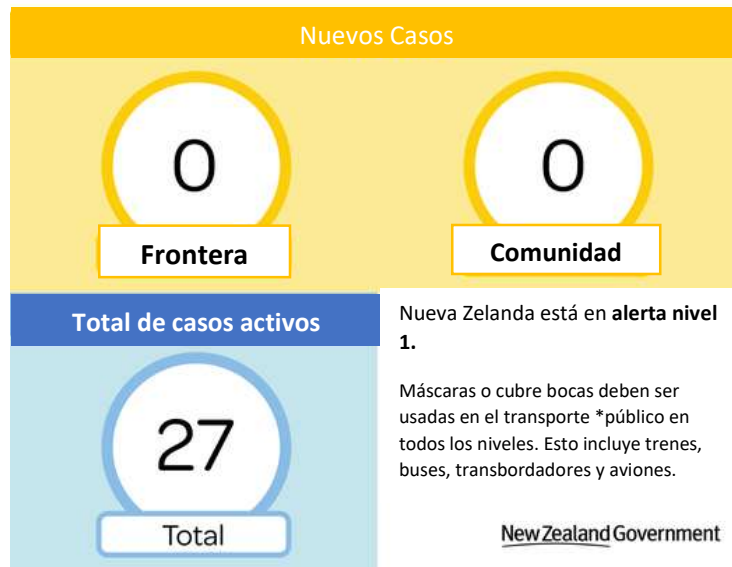 Nuevos Casos
0
0
Frontera
Comunidad
Total de casos activos
27
Total
Nueva Zelanda está en alerta nivel
1.
Máscaras o cubre bocas deben ser
usadas en el transporte *público en
todos los niveles. Esto incluye trenes,
buses, transbordadores y aviones.
New Zealand Government